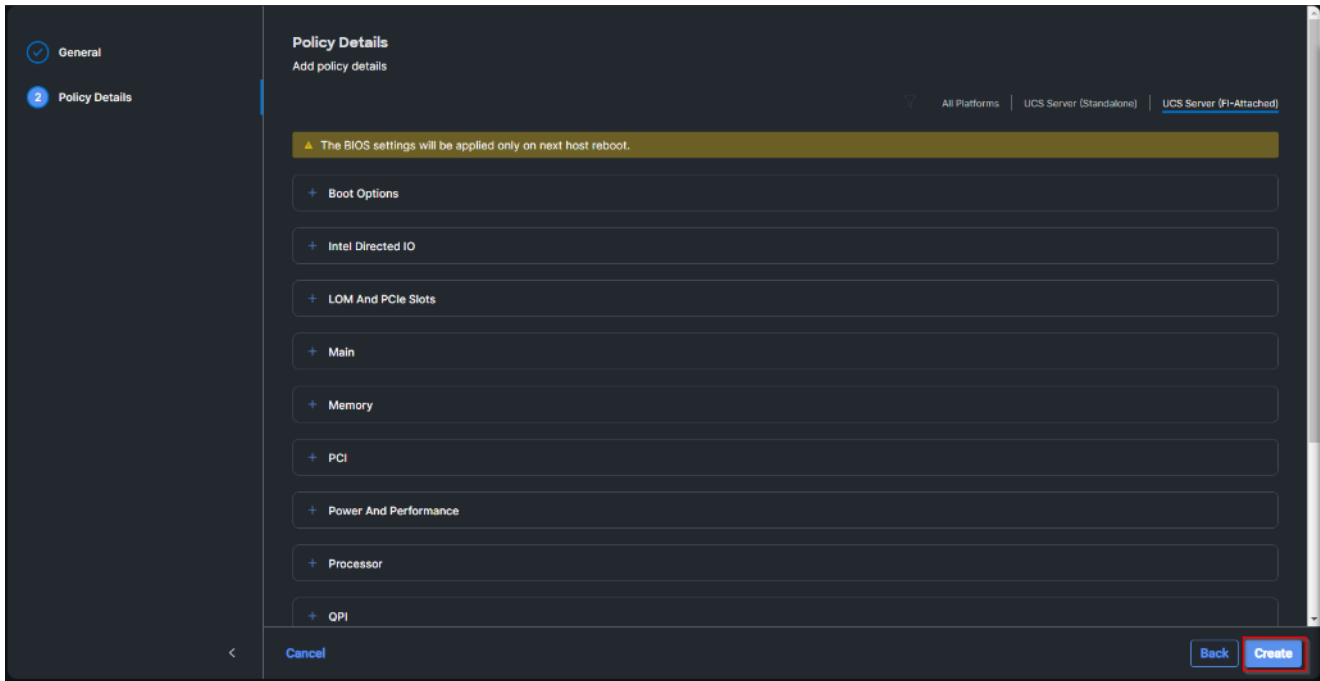 General
2 Policy Details
Policy Details
Add policy details
All Platforms | UCS Server (Standalone) | UCS Server (FI-Attached)
The BIOS settings will be applied only on next host reboot.
+ Boot Options
+ Intel Directed IO
+ LOM And PCIe Slots
+ Main
+ Memory
+ PCI
+ Power And Performance
+ Processor
+ QPI
< Cancel Back Create